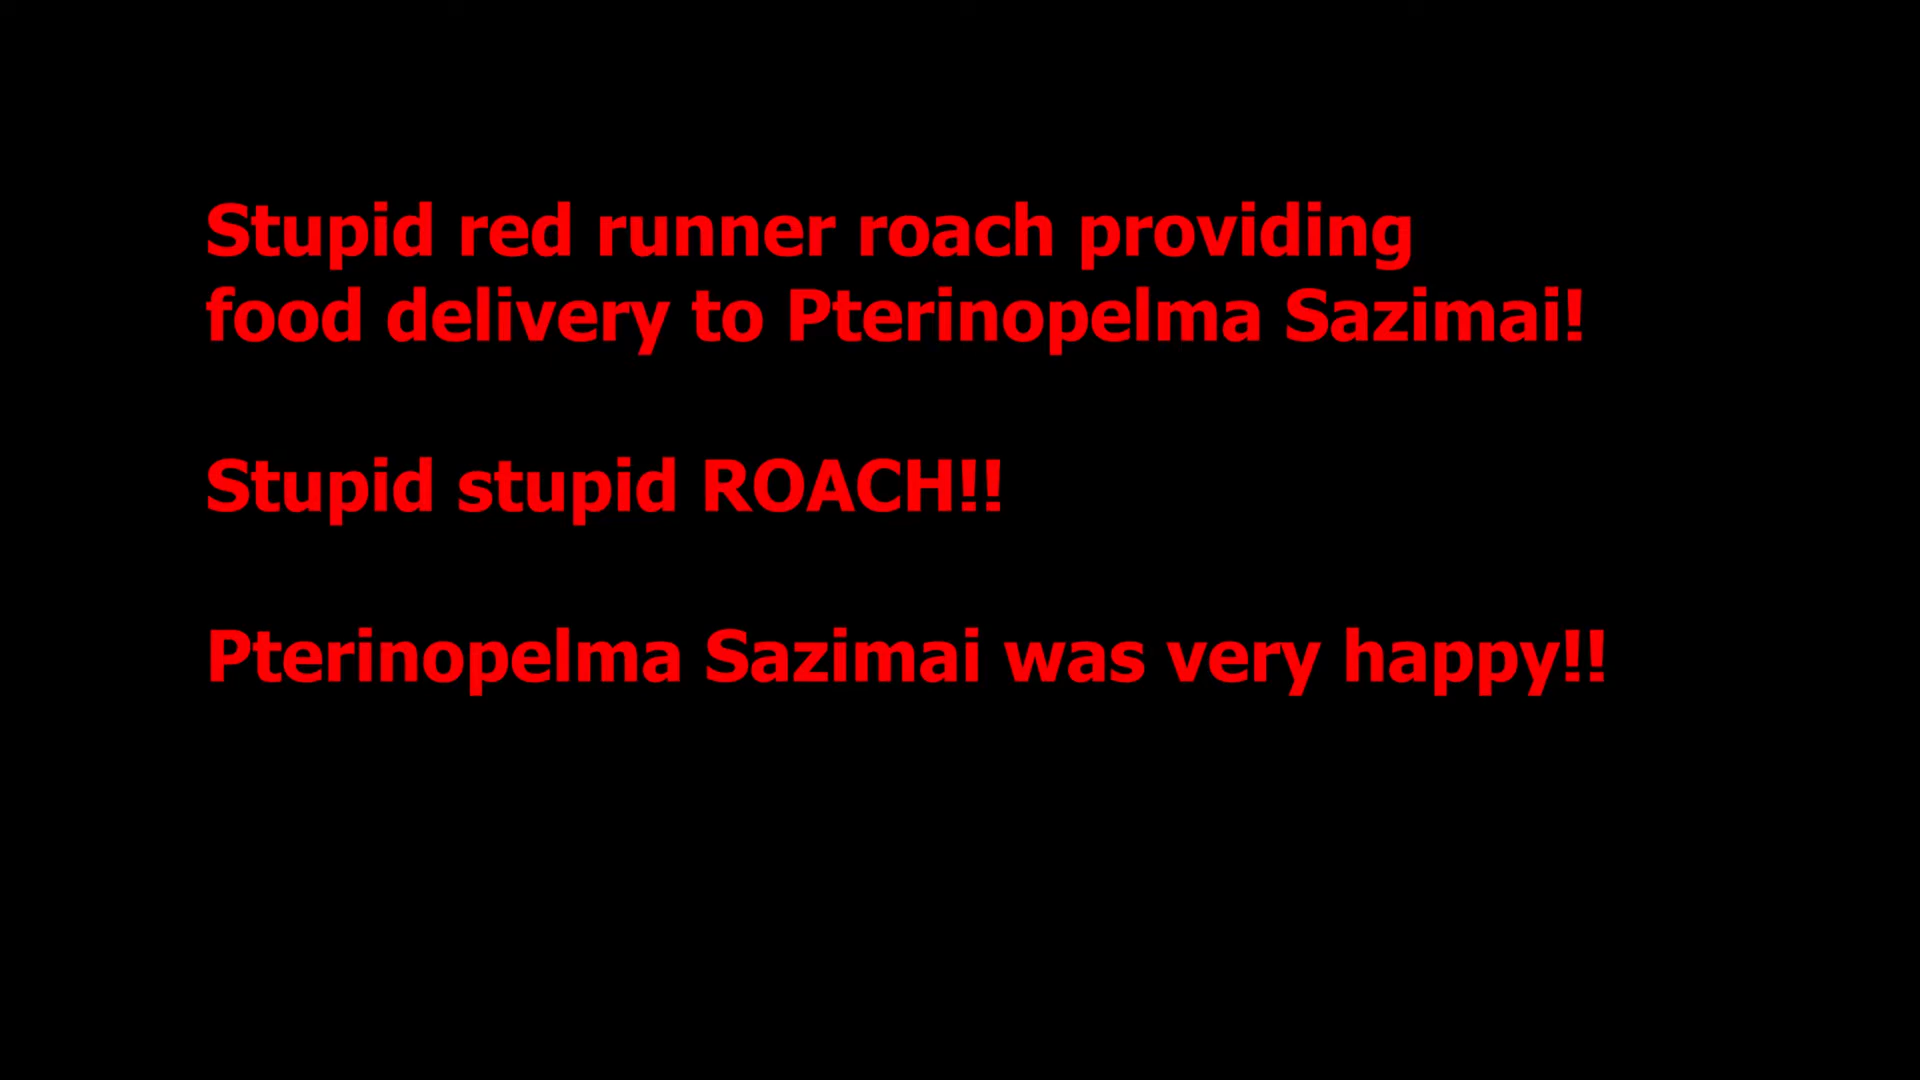 Stupid red runner roach providing
food delivery to Pterinopelma Sazimai!
Stupid stupid ROACH!!
Pterinopelma Sazimai was very happy!!